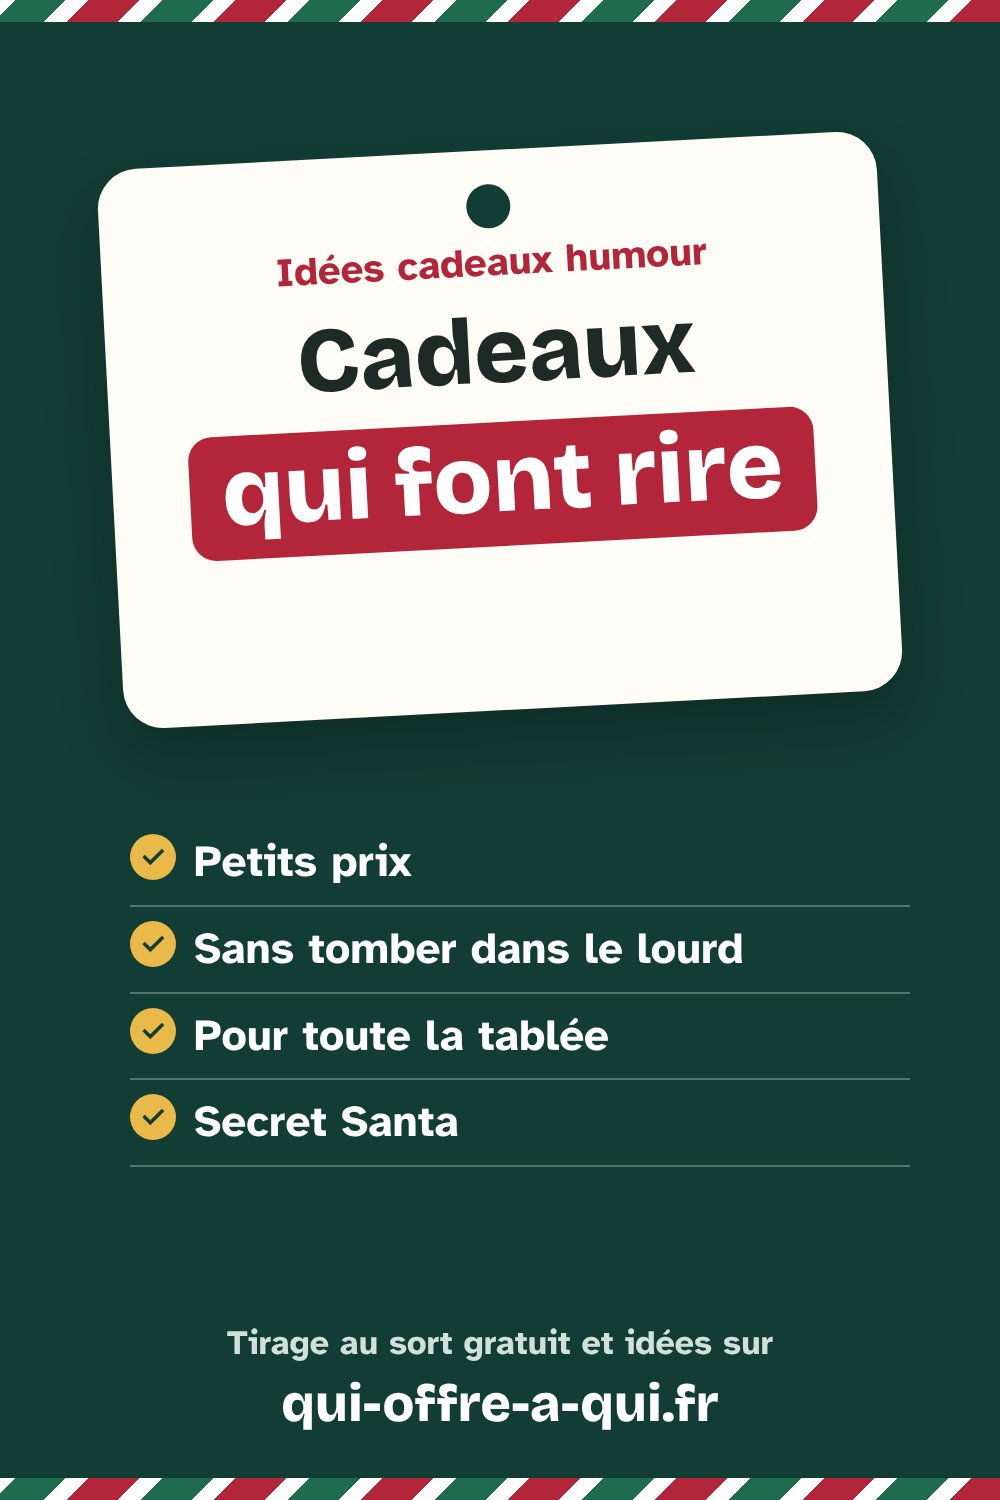 Idées cadeaux humour
Cadeaux
qui font rire
Petits prix
Sans tomber dans le lourd
Pour toute la tablée
Secret Santa
Tirage au sort gratuit et idées sur
qui-offre-a-qui.fr